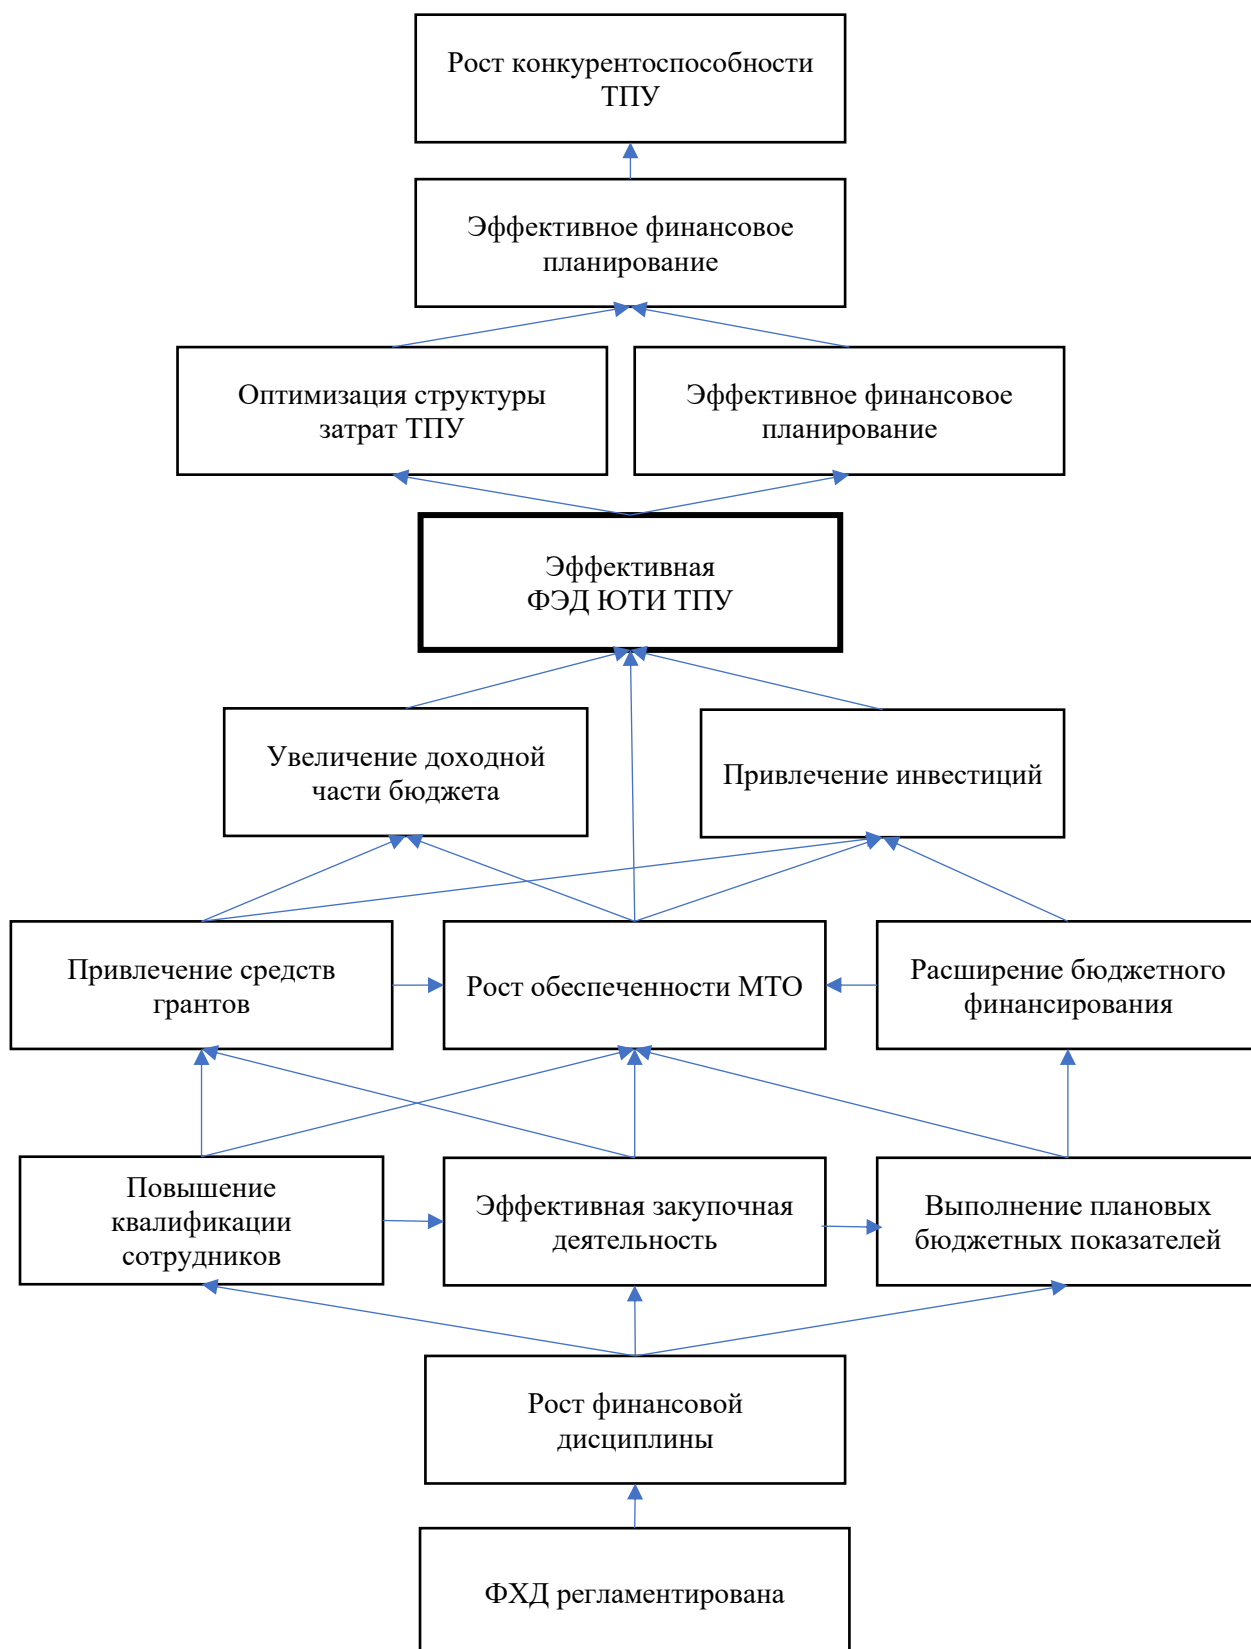 Рост конкурентоспособности
ТПУ
Эффективное финансовое
планирование
Оптимизация структуры
затрат ТПУ
Эффективное финансовое
планирование
Эффективная
ФЭД ЮТИ ТПУ
Увеличение доходной
части бюджета
Привлечение инвестиций
Привлечение средств
грантов
Рост обеспеченности МТО
Расширение бюджетного
финансирования
Повышение
квалификации
сотрудников
Эффективная закупочная
деятельность
Выполнение плановых
бюджетных показателей
Рост финансовой
дисциплины
ФХД регламентирована